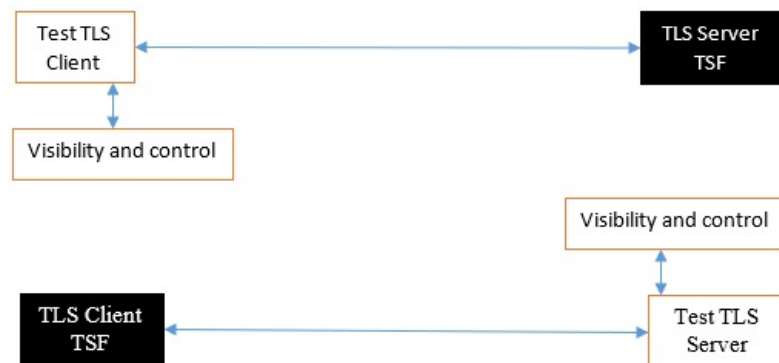 Test TLS
Client
TLS Server
TSF
Visibility and control
Visibility and control
TLS Client
TSF
Test TLS
Server